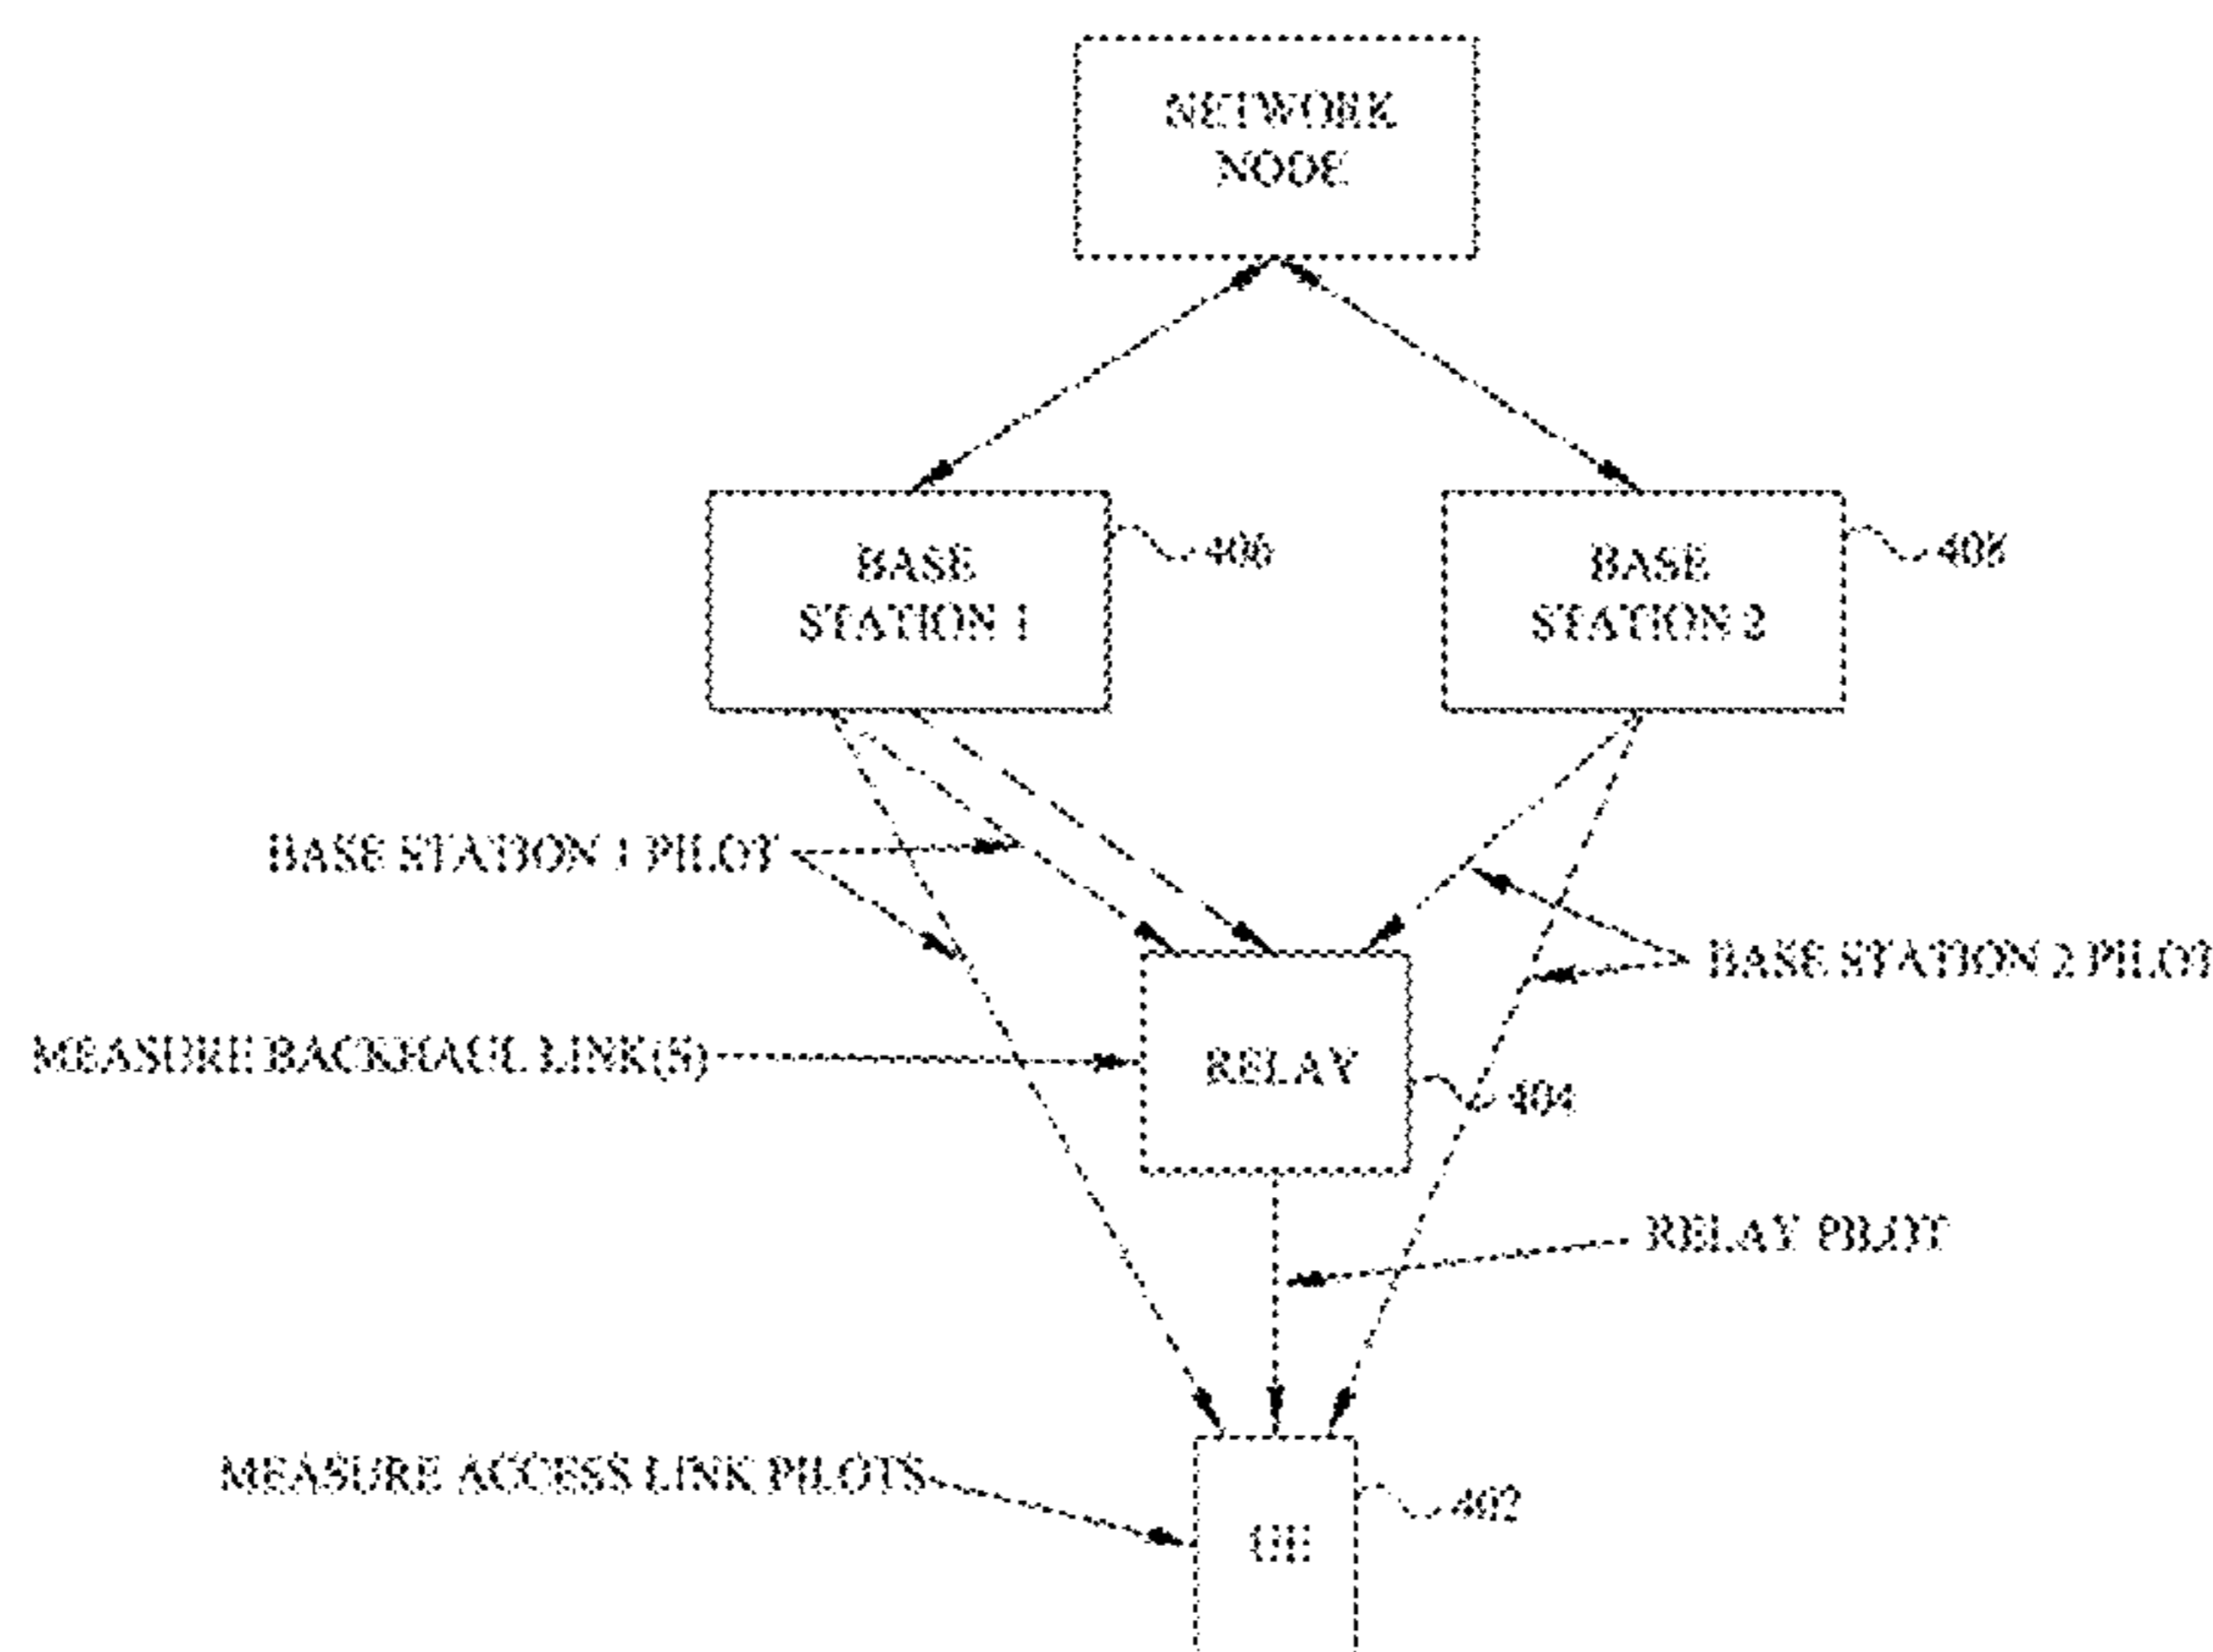 NETWORK
NODE
BASE
STATION 1
406
BASE
STATION 2
408
BASE STATION 1 PILOT
BASE STATION 2 PILOT
MEASURE BACKHAUL LINK(S)
RELAY
404
RELAY PILOT
MEASURE ACCESS LINK PILOTS
402
UE